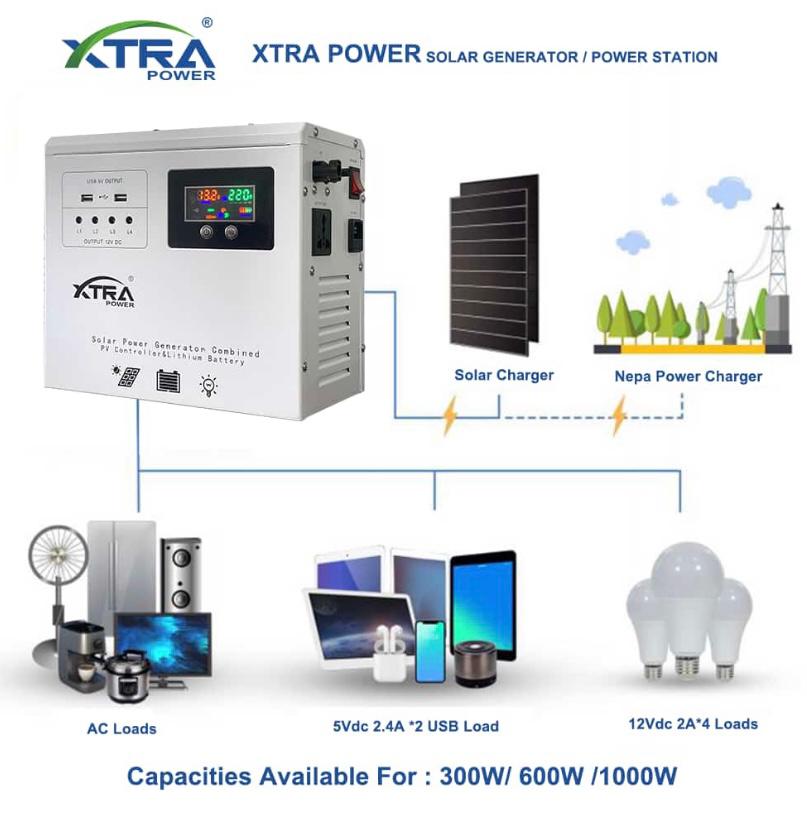 XTRA POWER ®
XTRA POWER SOLAR GENERATOR / POWER STATION
USB 5V OUTPUT
13.2 220
L1 L2 L3 L4
OUTPUT 12V DC
XTRA POWER ®
Solar Power Generator Combined
PV Controller&Lithium Battery
Solar Charger
Nepa Power Charger
AC Loads
5Vdc 2.4A *2 USB Load
12Vdc 2A*4 Loads
Capacities Available For : 300W/ 600W /1000W